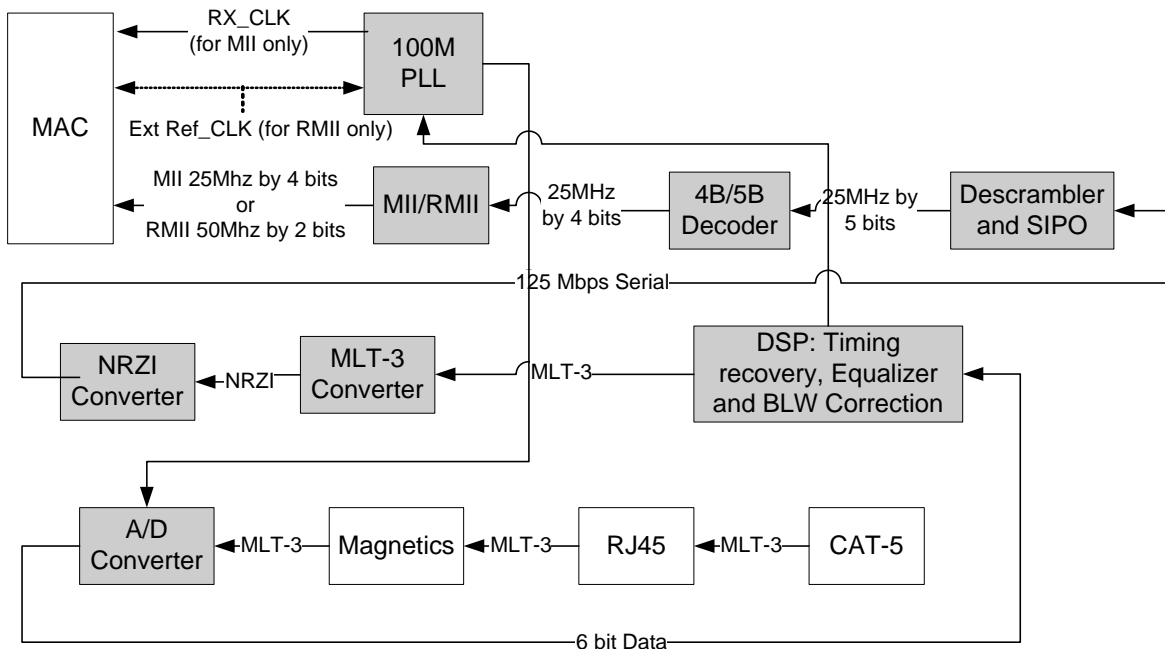 RX_CLK
(for MII only)
100M
PLL
MAC
Ext Ref_CLK (for RMII only)
MII 25Mhz by 4 bits
or
RMII 50Mhz by 2 bits
MII/RMII
25MHz
by 4 bits
4B/5B
Decoder
25MHz by
5 bits
Descrambler
and SIPO
125 Mbps Serial
NRZI
Converter
NRZI
MLT-3
Converter
MLT-3
DSP: Timing
recovery, Equalizer
and BLW Correction
A/D
Converter
MLT-3
Magnetics
MLT-3
RJ45
MLT-3
CAT-5
6 bit Data